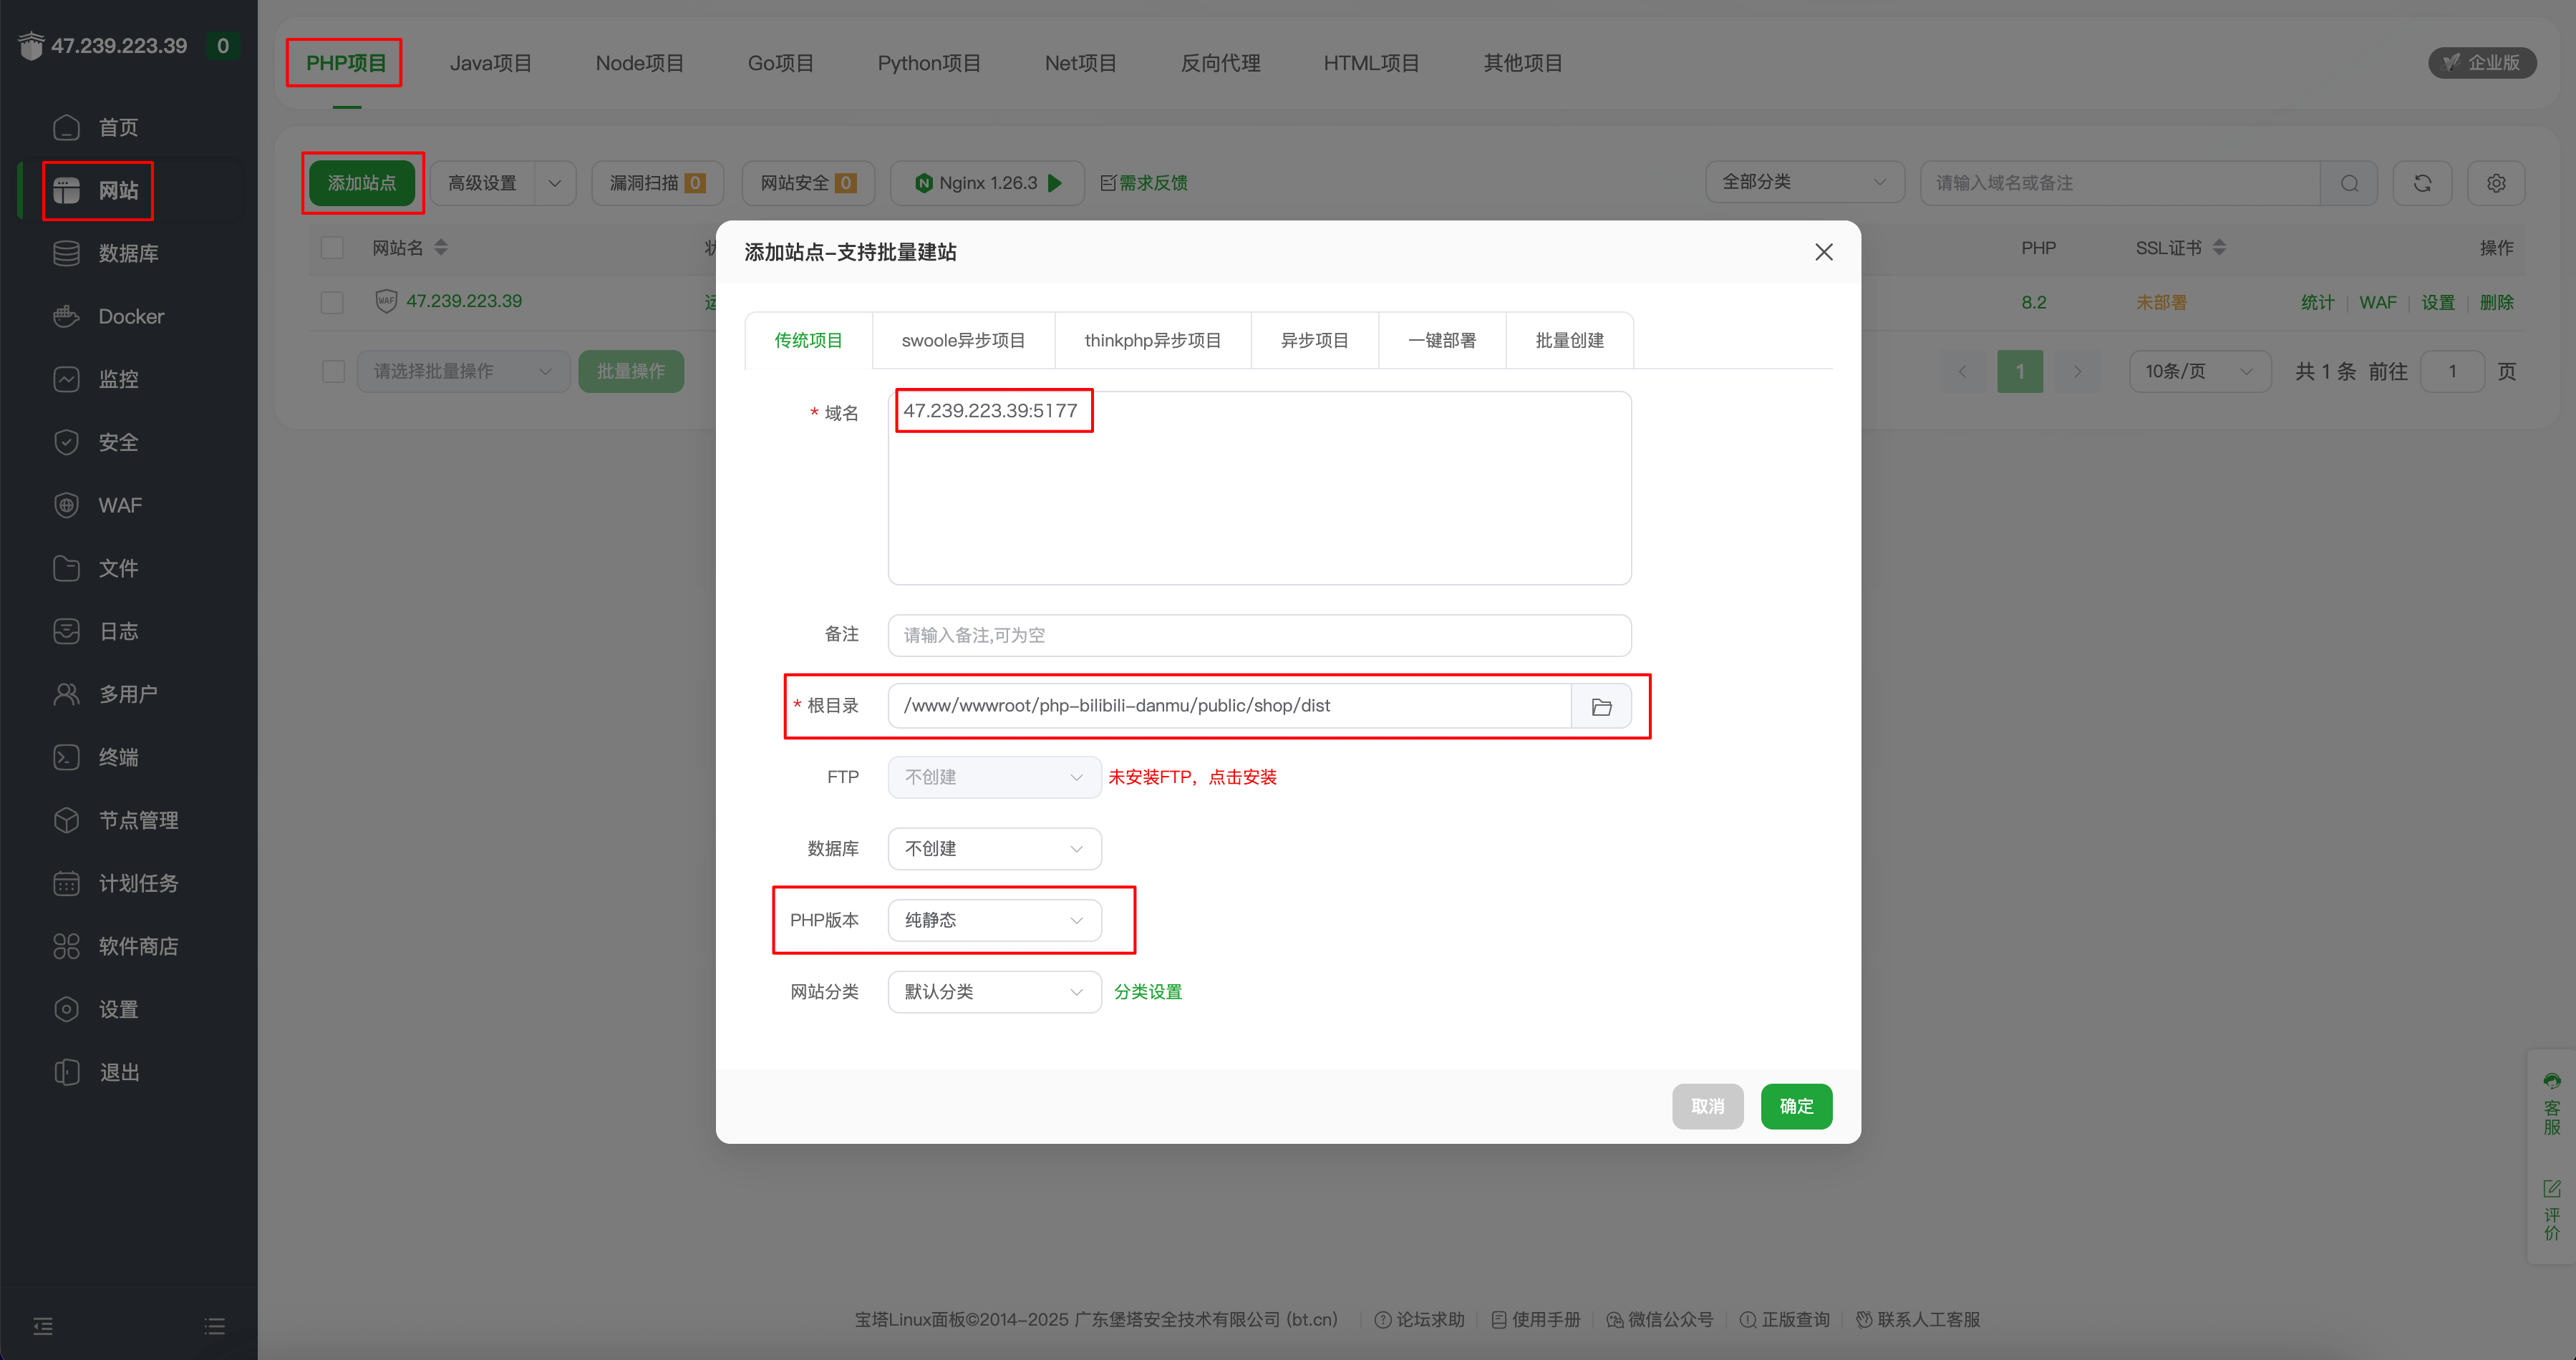 47.239.223.39 0
首页
网站
数据库
Docker
监控
安全
WAF
文件
日志
多用户
终端
节点管理
计划任务
软件商店
设置
退出
PHP项目 Java项目 Node项目 Go项目 Python项目 Net项目 反向代理 HTML项目 其他项目 企业版
添加站点 高级设置 漏洞扫描 0 网站安全 0 Nginx 1.26.3 需求反馈 全部分类 请输入域名或备注
网站名 PHP SSL证书 操作
WAF 47.239.223.39 8.2 未部署 统计 WAF 设置 删除
请选择批量操作 批量操作 1 10条/页 共 1 条 前往 1 页
添加站点-支持批量建站
传统项目 swoole异步项目 thinkphp异步项目 异步项目 一键部署 批量创建
* 域名 47.239.223.39:5177
备注 请输入备注,可为空
* 根目录 /www/wwwroot/php-bilibili-danmu/public/shop/dist
FTP 不创建 未安装FTP，点击安装
数据库 不创建
PHP版本 纯静态
网站分类 默认分类 分类设置
取消 确定
客服
评价
宝塔Linux面板©2014-2025 广东堡塔安全技术有限公司 (bt.cn) 论坛求助 使用手册 微信公众号 正版查询 联系人工客服